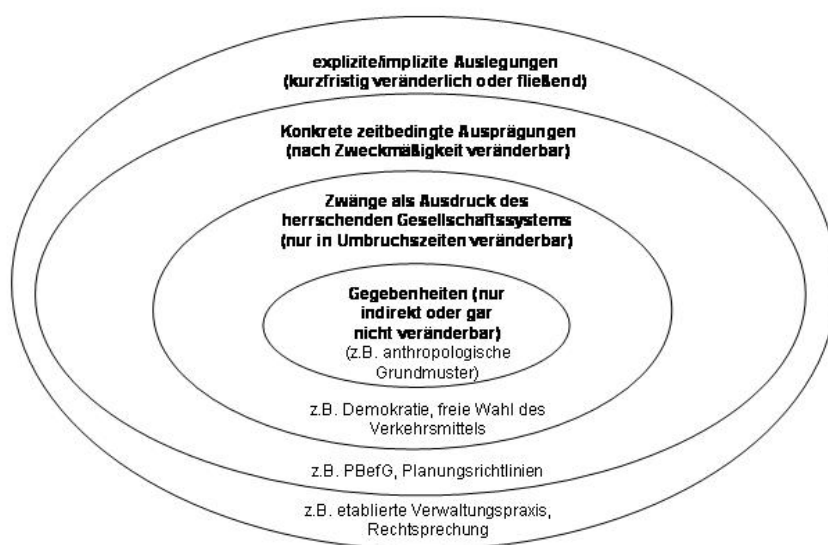 explizite/implizite Auslegungen
(kurzfristig veränderlich oder fließend)
Konkrete zeitbedingte Ausprägungen
(nach Zweckmäßigkeit veränderbar)
Zwänge als Ausdruck des
herrschenden Gesellschaftssystems
(nur in Umbruchszeiten veränderbar)
Gegebenheiten (nur
indirekt oder gar
nicht veränderbar)
(z.B. anthropologische
Grundmuster)
z.B. Demokratie, freie Wahl des
Verkehrsmittels
z.B. PBefG, Planungsrichtlinien
z.B. etablierte Verwaltungspraxis,
Rechtsprechung